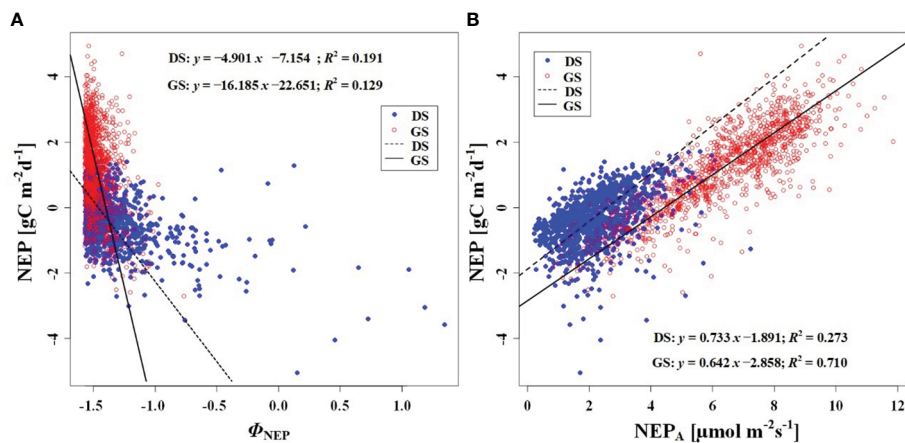 A
B
DS: y = −4.901 x −7.154 ; R² = 0.191
GS: y = −16.185 x −22.651; R² = 0.129
DS
GS
DS
GS
NEP [gC m⁻²d⁻¹]
4
2
0
-2
-4
-1.5
-1.0
-0.5
0.0
0.5
1.0
Φ_NEP
DS
GS
DS
GS
NEP [gC m⁻²d⁻¹]
4
2
0
-2
-4
DS: y = 0.733 x −1.891; R² = 0.273
GS: y = 0.642 x −2.858; R² = 0.710
0
2
4
6
8
10
12
NEP_A [μmol m⁻²s⁻¹]